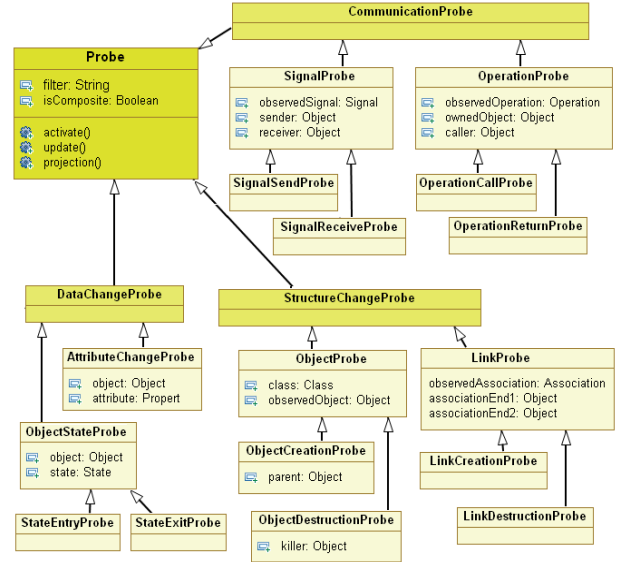 CommunicationProbe
Probe
filter: String
isComposite: Boolean
activate()
update()
projection()
SignalProbe
observedSignal: Signal
sender: Object
receiver: Object
OperationProbe
observedOperation: Operation
ownedObject: Object
caller: Object
SignalSendProbe
OperationCallProbe
SignalReceiveProbe
OperationReturnProbe
DataChangeProbe
StructureChangeProbe
AttributeChangeProbe
object: Object
attribute: Propert
ObjectProbe
class: Class
observedObject: Object
LinkProbe
observedAssociation: Association
associationEnd1: Object
associationEnd2: Object
ObjectStateProbe
object: Object
state: State
ObjectCreationProbe
parent: Object
LinkCreationProbe
StateEntryProbe
StateExitProbe
ObjectDestructionProbe
killer: Object
LinkDestructionProbe